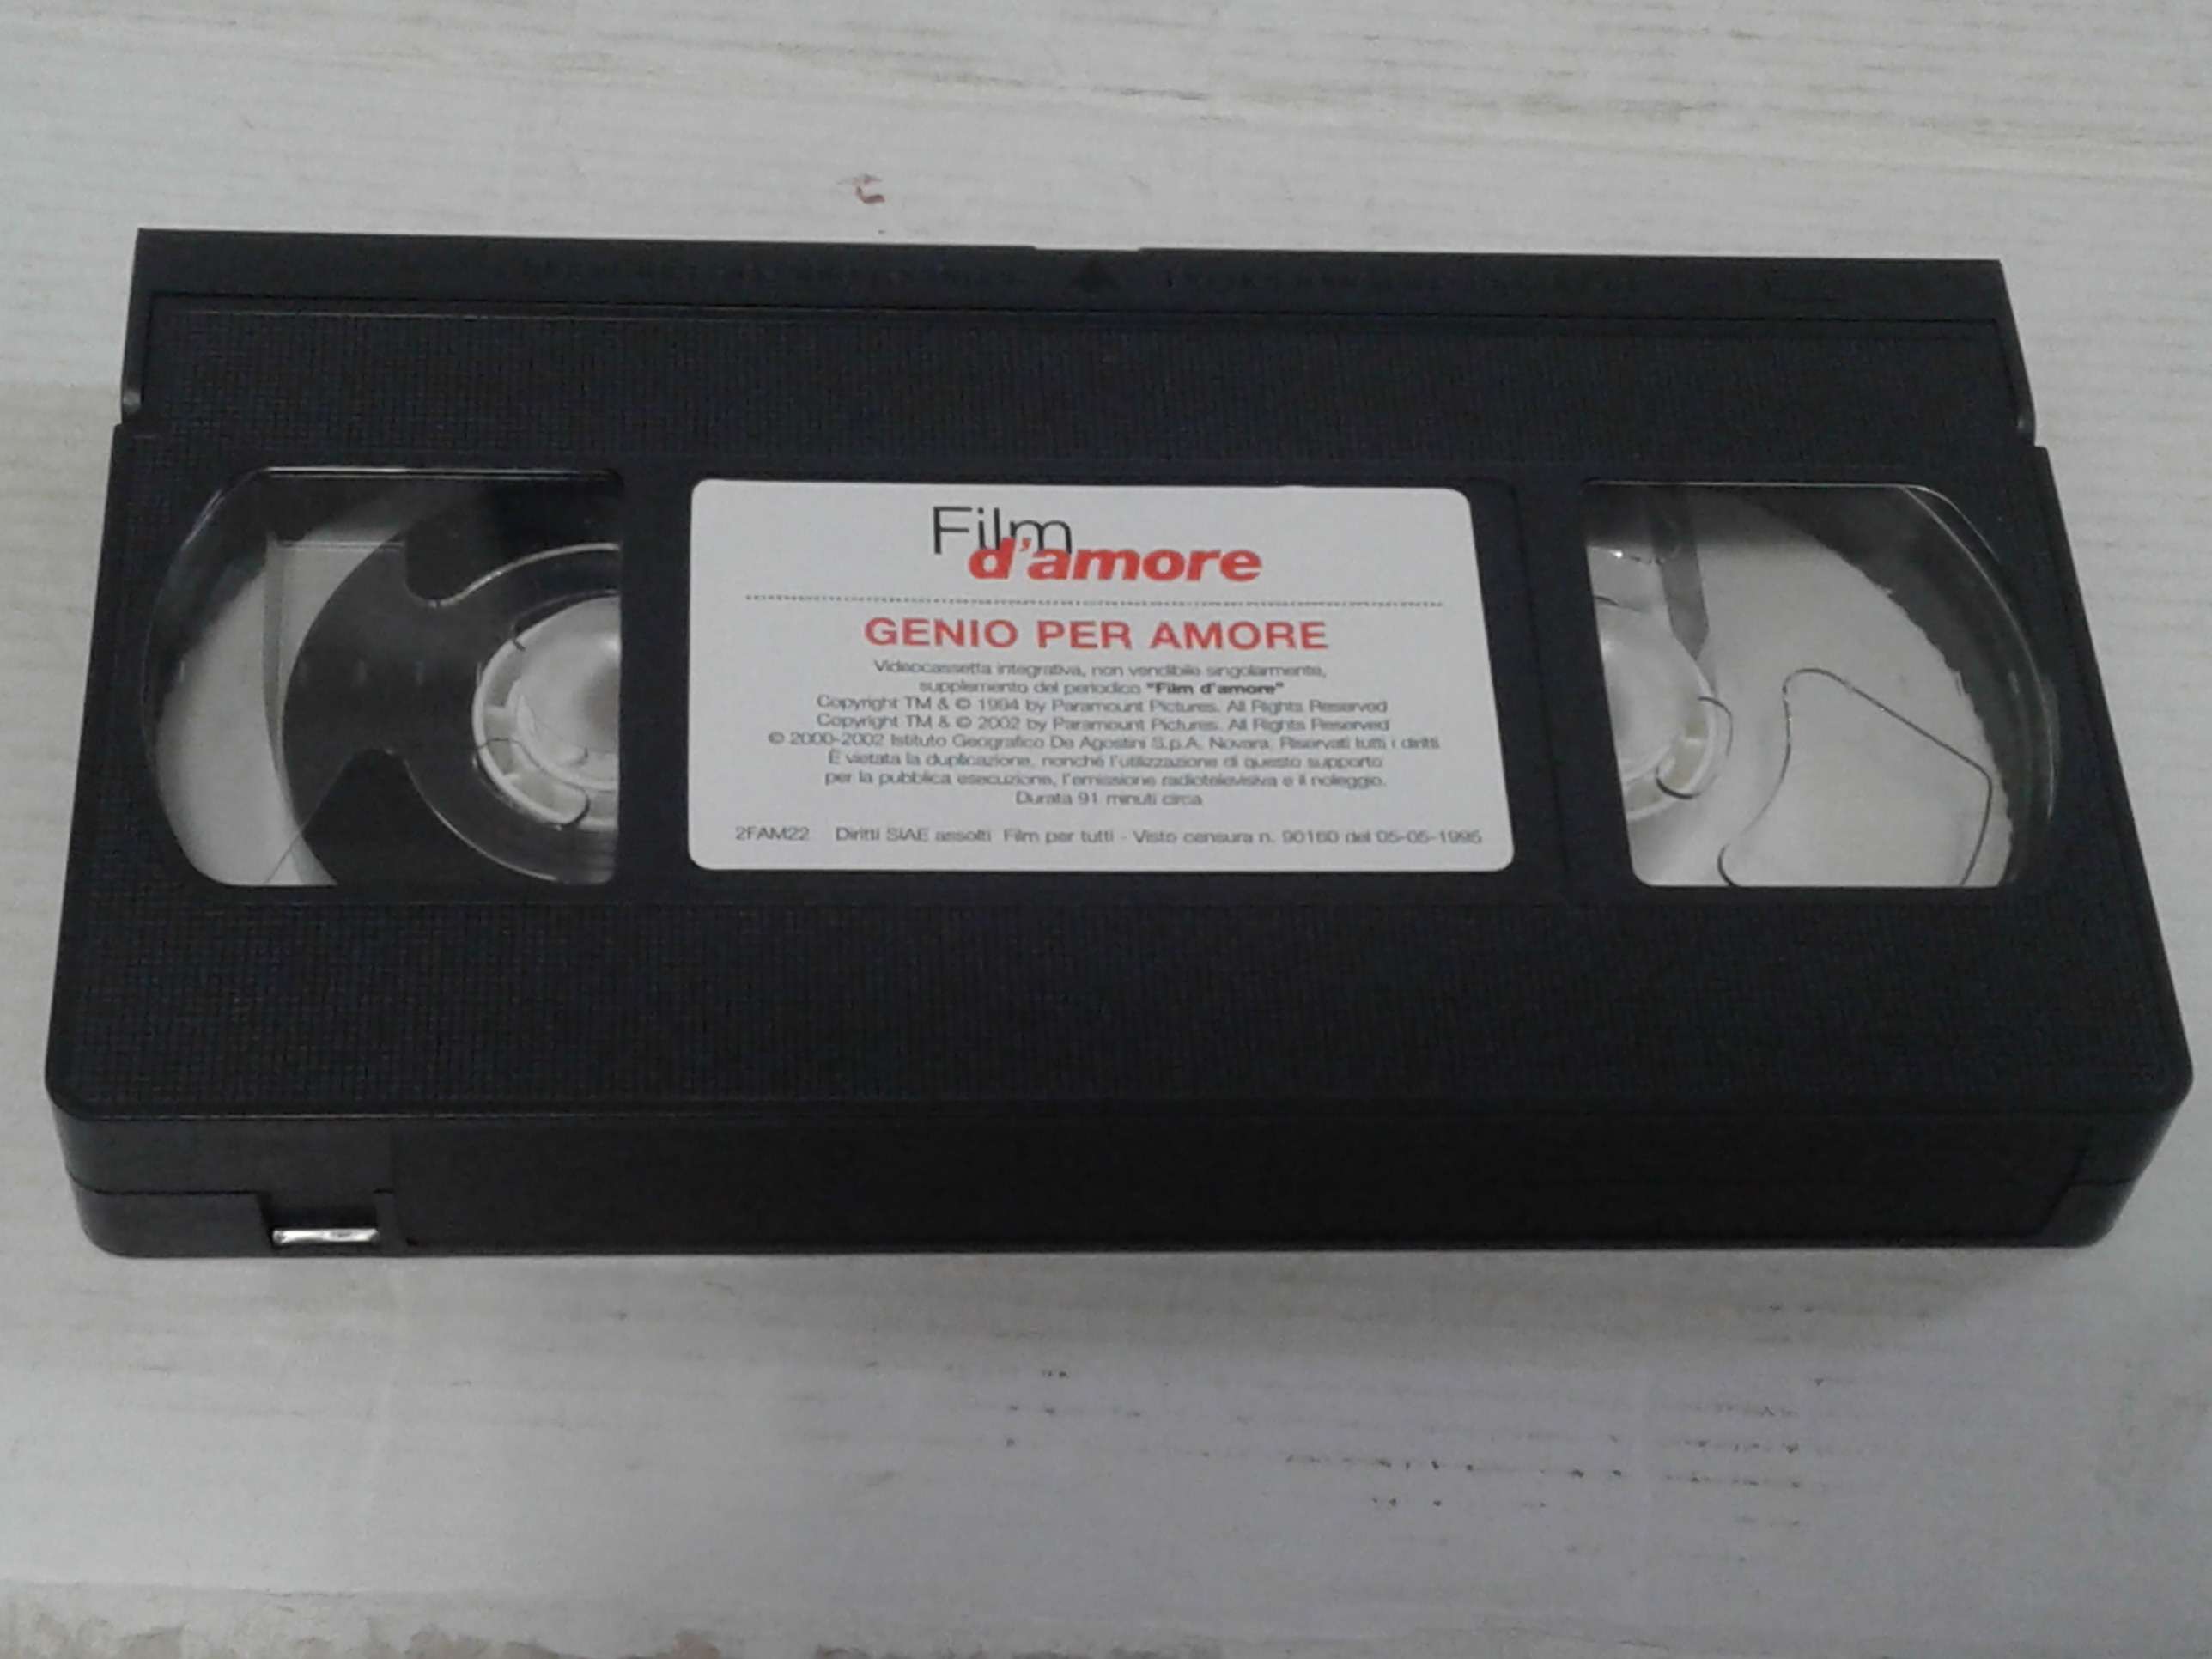 Film
d'amore
GENIO PER AMORE
Videocassetta integrativa, non vendibile singolarmente,
supplemento del periodico "Film d'amore"
Copyright TM & © 1994 by Paramount Pictures. All Rights Reserved
Copyright TM & © 2002 by Paramount Pictures. All Rights Reserved
© 2000-2002 Istituto Geografico De Agostini S.p.A. Novara. Riservati tutti i diritti
È vietata la duplicazione, nonché l'utilizzazione di questo supporto
per la pubblica esecuzione, l'emissione radiotelevisiva e il noleggio.
Durata 91 minuti circa
2FAM22 Diritti SIAE assolti Film per tutti - Visto censura n. 90160 del 05-05-1995